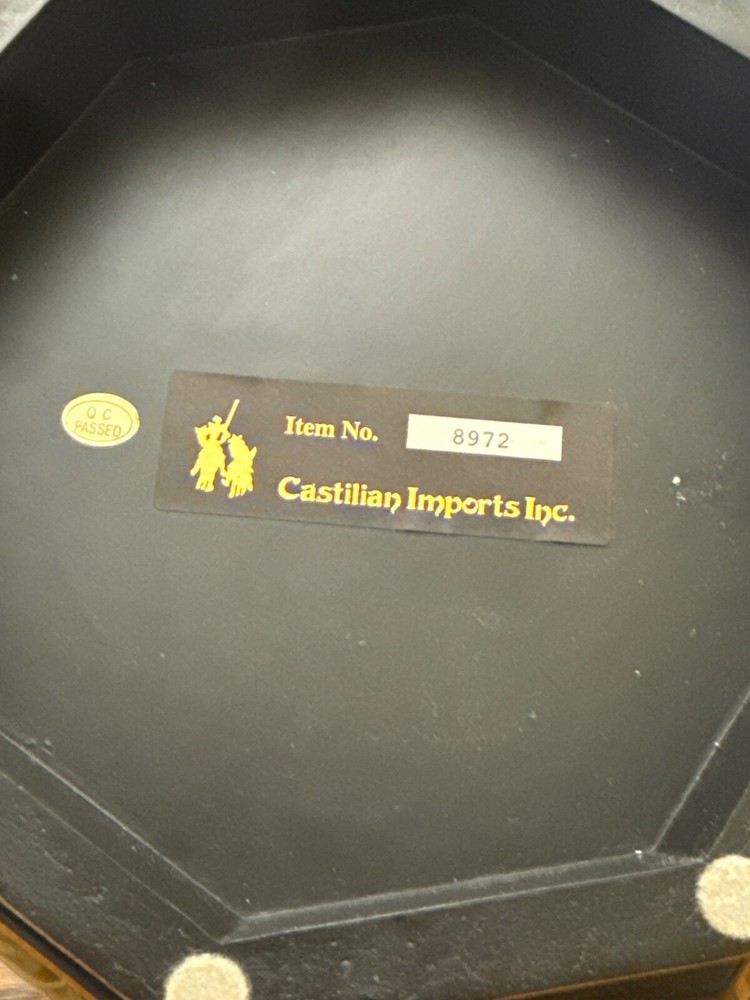 Q C
PASSED
Item No. 8972
Castilian Imports Inc.